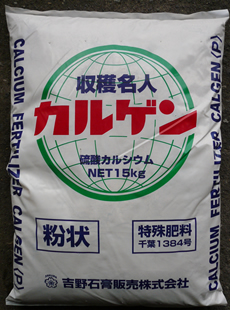 収穫名人
カルゲン
硫酸カルシウム
NET15kg
粉状
特殊肥料
千葉1384号
吉野石膏販売株式会社
CALCIUM FERTILIZER CALGEN(P)
CALCIUM FERTILIZER CALGEN(P)